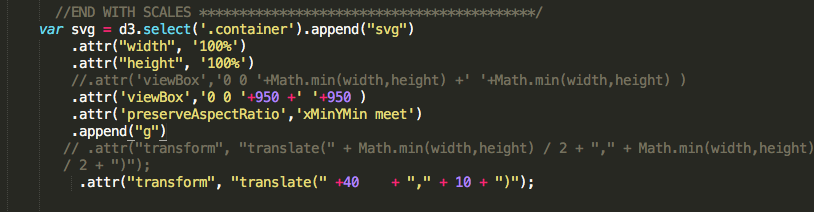 //END WITH SCALES ******************************************/
var svg = d3.select('.container').append("svg")
.attr("width", '100%')
.attr("height", '100%')
//.attr('viewBox','0 0 '+Math.min(width,height) +' '+Math.min(width,height) )
.attr('viewBox','0 0 '+950 +' '+950 )
.attr('preserveAspectRatio','xMinYMin meet')
.append("g")
// .attr("transform", "translate(" + Math.min(width,height) / 2 + "," + Math.min(width,height)
/ 2 + ")");
.attr("transform", "translate(" +40    + "," + 10 + ")");